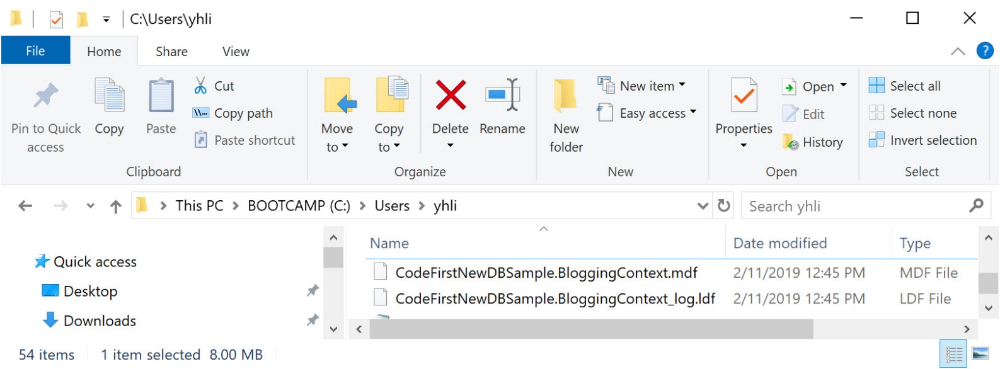 C:\Users\yhli
File Home Share View
Pin to Quick access
Copy
Paste
Cut
Copy path
Paste shortcut
Clipboard
Move to
Copy to
Delete
Rename
Organize
New folder
New item
Easy access
New
Properties
Open
Edit
History
Open
Select all
Select none
Invert selection
Select
This PC > BOOTCAMP (C:) > Users > yhli
Search yhli
Quick access
Desktop
Downloads
Name Date modified Type
CodeFirstNewDBSample.BloggingContext.mdf 2/11/2019 12:45 PM MDF File
CodeFirstNewDBSample.BloggingContext_log.ldf 2/11/2019 12:45 PM LDF File
54 items 1 item selected 8.00 MB